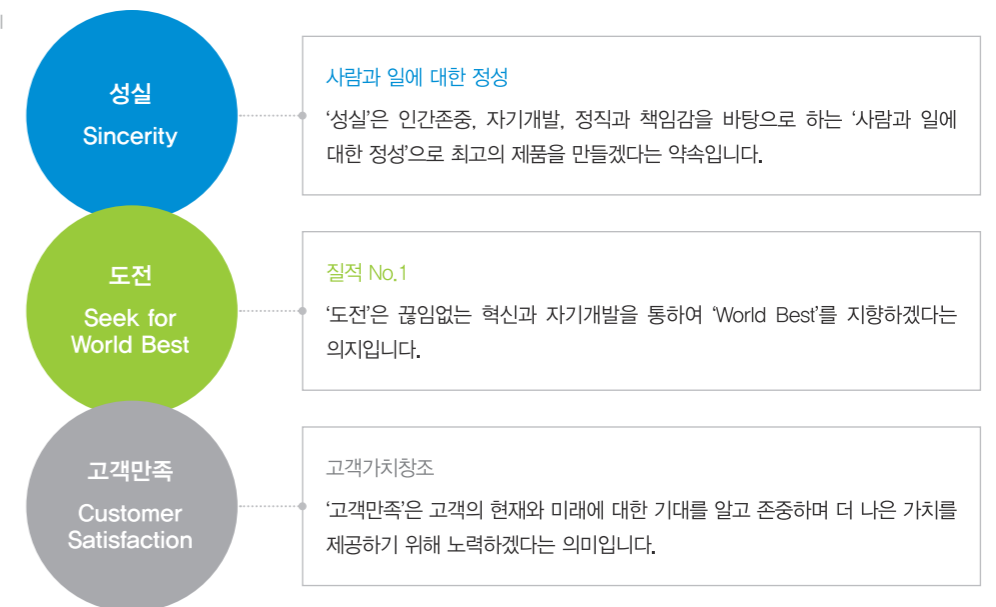 성실
Sincerity
사람과 일에 대한 정성
‘성실’은 인간존중, 자기개발, 정직과 책임감을 바탕으로 하는 ‘사람과 일에
대한 정성’으로 최고의 제품을 만들겠다는 약속입니다.
도전
Seek for
World Best
질적 No.1
‘도전’은 끊임없는 혁신과 자기개발을 통하여 ‘World Best’를 지향하겠다는
의지입니다.
고객만족
Customer
Satisfaction
고객가치창조
‘고객만족’은 고객의 현재와 미래에 대한 기대를 알고 존중하며 더 나은 가치를
제공하기 위해 노력하겠다는 의미입니다.